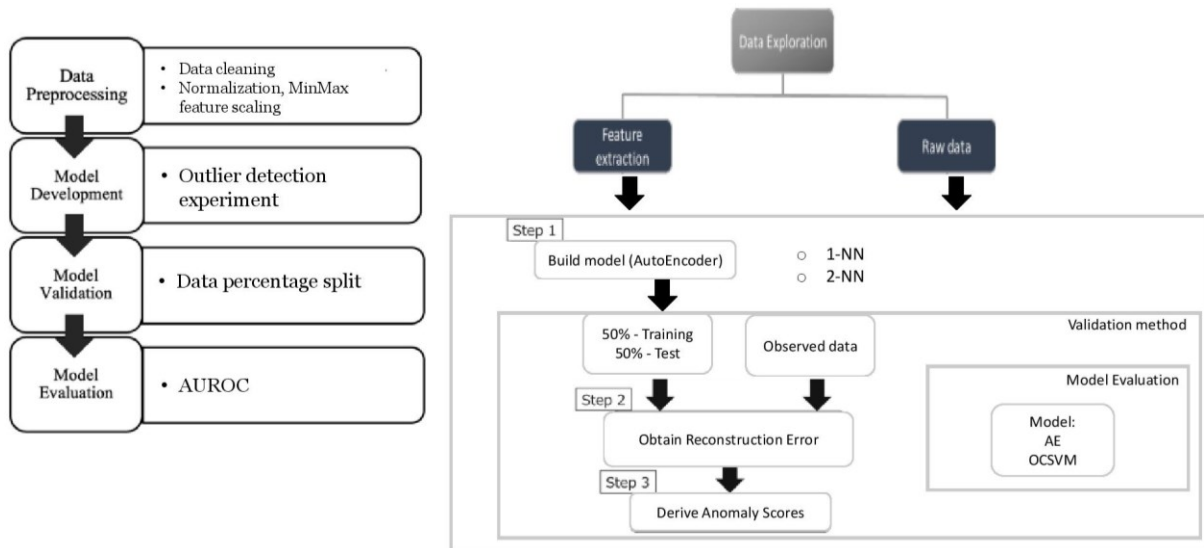 Data
Preprocessing
• Data cleaning
• Normalization, MinMax
feature scaling
Model
Development
• Outlier detection
experiment
Model
Validation
• Data percentage split
Model
Evaluation
• AUROC
Data Exploration
Feature
extraction
Raw data
Step 1
Build model (AutoEncoder)
○ 1-NN
○ 2-NN
50% - Training
50% - Test
Observed data
Validation method
Model Evaluation
Model:
AE
OCSVM
Step 2
Obtain Reconstruction Error
Step 3
Derive Anomaly Scores